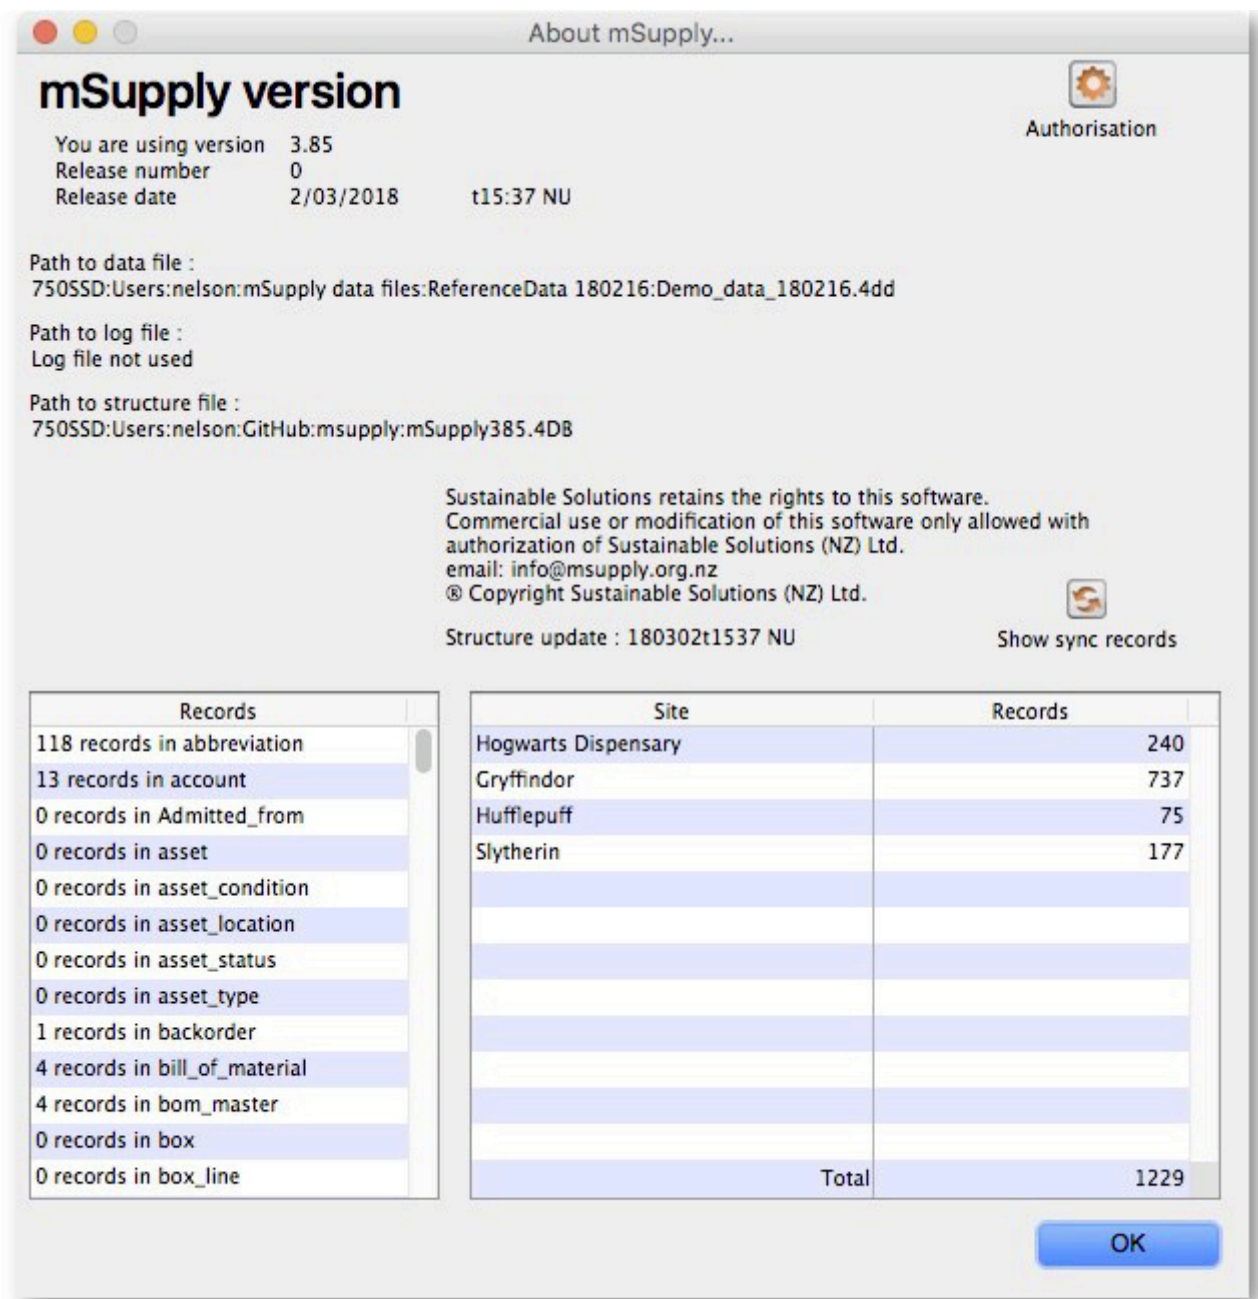 About mSupply...
mSupply version
Authorisation
You are using version 3.85
Release number 0
Release date 2/03/2018 t15:37 NU
Path to data file :
750SSD:Users:nelson:mSupply data files:ReferenceData 180216:Demo_data_180216.4dd
Path to log file :
Log file not used
Path to structure file :
750SSD:Users:nelson:GitHub:msupply:mSupply385.4DB
Sustainable Solutions retains the rights to this software.
Commercial use or modification of this software only allowed with
authorization of Sustainable Solutions (NZ) Ltd.
email: info@msupply.org.nz
® Copyright Sustainable Solutions (NZ) Ltd.
Structure update : 180302t1537 NU
Show sync records
Records
118 records in abbreviation
13 records in account
0 records in Admitted_from
0 records in asset
0 records in asset_condition
0 records in asset_location
0 records in asset_status
0 records in asset_type
1 records in backorder
4 records in bill_of_material
4 records in bom_master
0 records in box
0 records in box_line
Site Records
Hogwarts Dispensary 240
Gryffindor 737
Hufflepuff 75
Slytherin 177
Total 1229
OK